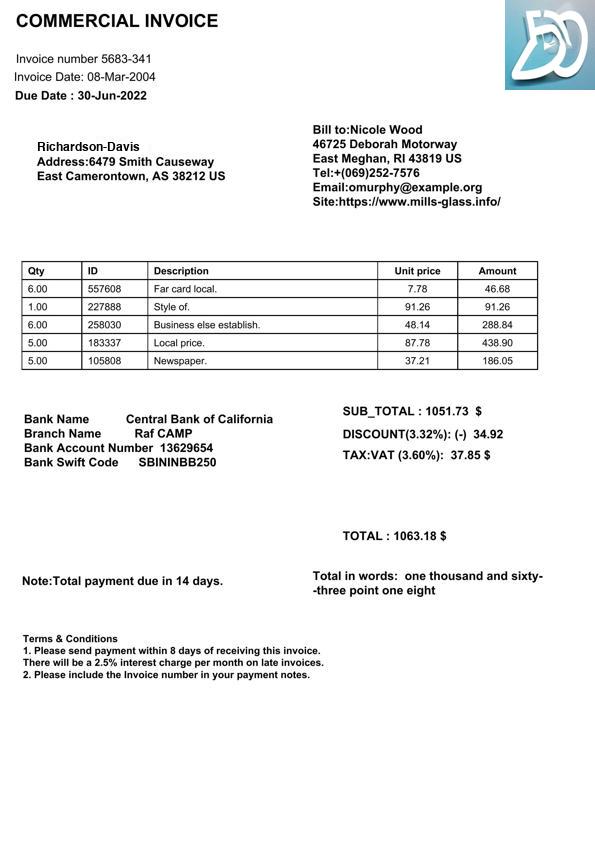 COMMERCIAL INVOICE
Invoice number 5683-341
Invoice Date: 08-Mar-2004
Due Date : 30-Jun-2022
Richardson-Davis
Address:6479 Smith Causeway
East Camerontown, AS 38212 US
Bill to:Nicole Wood
46725 Deborah Motorway
East Meghan, RI 43819 US
Tel:+(069)252-7576
Email:omurphy@example.org
Site:https://www.mills-glass.info/
Qty ID Description Unit price Amount
6.00 557608 Far card local. 7.78 46.68
1.00 227888 Style of. 91.26 91.26
6.00 258030 Business else establish. 48.14 288.84
5.00 183337 Local price. 87.78 438.90
5.00 105808 Newspaper. 37.21 186.05
Bank Name Central Bank of California
Branch Name Raf CAMP
Bank Account Number 13629654
Bank Swift Code SBININBB250
SUB_TOTAL : 1051.73 $
DISCOUNT(3.32%): (-) 34.92
TAX:VAT (3.60%): 37.85 $
TOTAL : 1063.18 $
Note:Total payment due in 14 days.
Total in words: one thousand and sixty-
-three point one eight
Terms & Conditions
1. Please send payment within 8 days of receiving this invoice.
There will be a 2.5% interest charge per month on late invoices.
2. Please include the Invoice number in your payment notes.